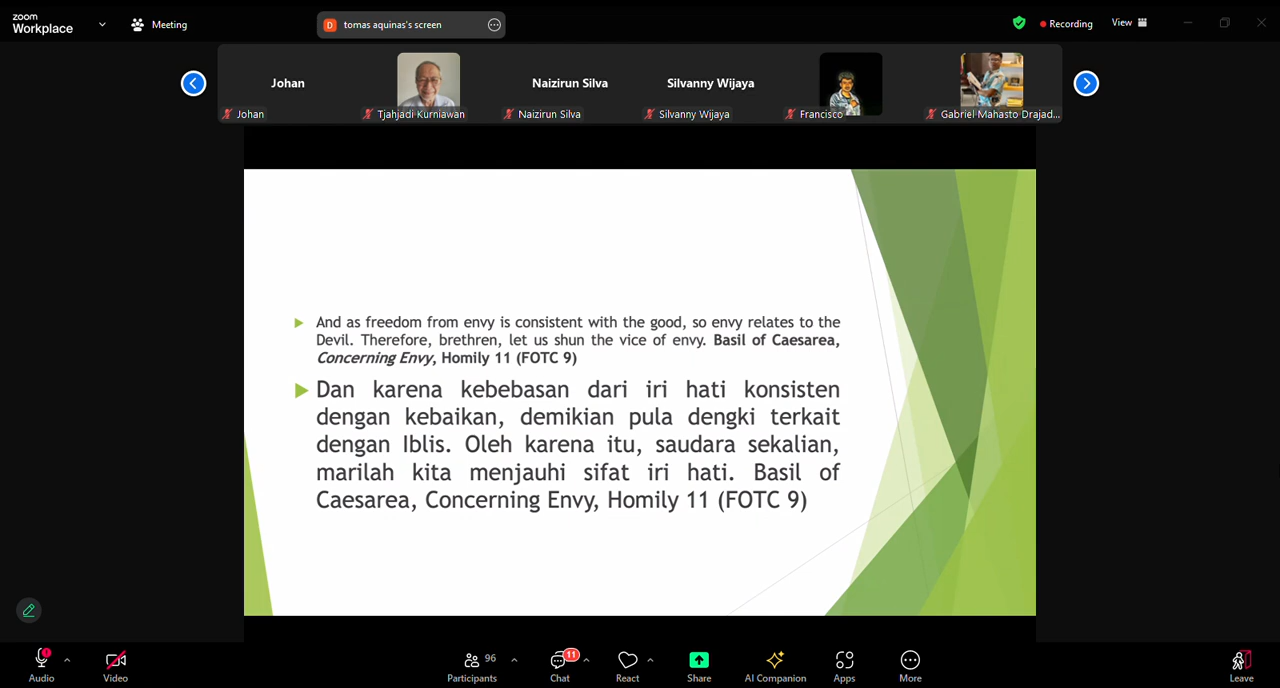 zoom
Workplace
Meeting
D
tomas aquinas's screen
Recording
View
Johan
Naizirun Silva
Silvanny Wijaya
Johan
Tjahjadi Kurniawan
Naizirun Silva
Silvanny Wijaya
Francisco
Gabriel Mahasto Drajad...
And as freedom from envy is consistent with the good, so envy relates to the
Devil. Therefore, brethren, let us shun the vice of envy. Basil of Caesarea,
Concerning Envy, Homily 11 (FOTC 9)
Dan karena kebebasan dari iri hati konsisten
dengan kebaikan, demikian pula dengki terkait
dengan Iblis. Oleh karena itu, saudara sekalian,
marilah kita menjauhi sifat iri hati. Basil of
Caesarea, Concerning Envy, Homily 11 (FOTC 9)
96
11
Audio
Video
Participants
Chat
React
Share
AI Companion
Apps
More
Leave